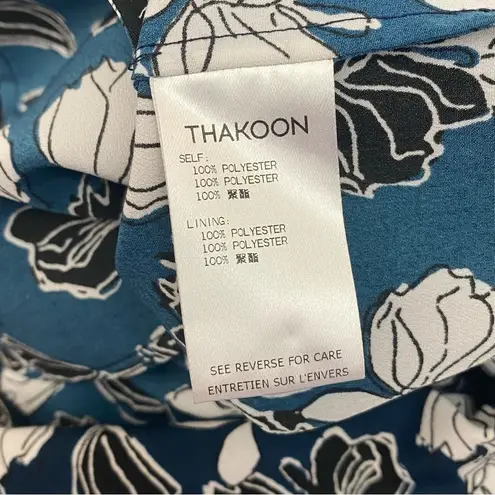 THAKOON
SELF:
100% POLYESTER
100% POLYESTER
100% 聚酯
LINING:
100% POLYESTER
100% POLYESTER
100% 聚酯
SEE REVERSE FOR CARE
ENTRETIEN SUR L'ENVERS